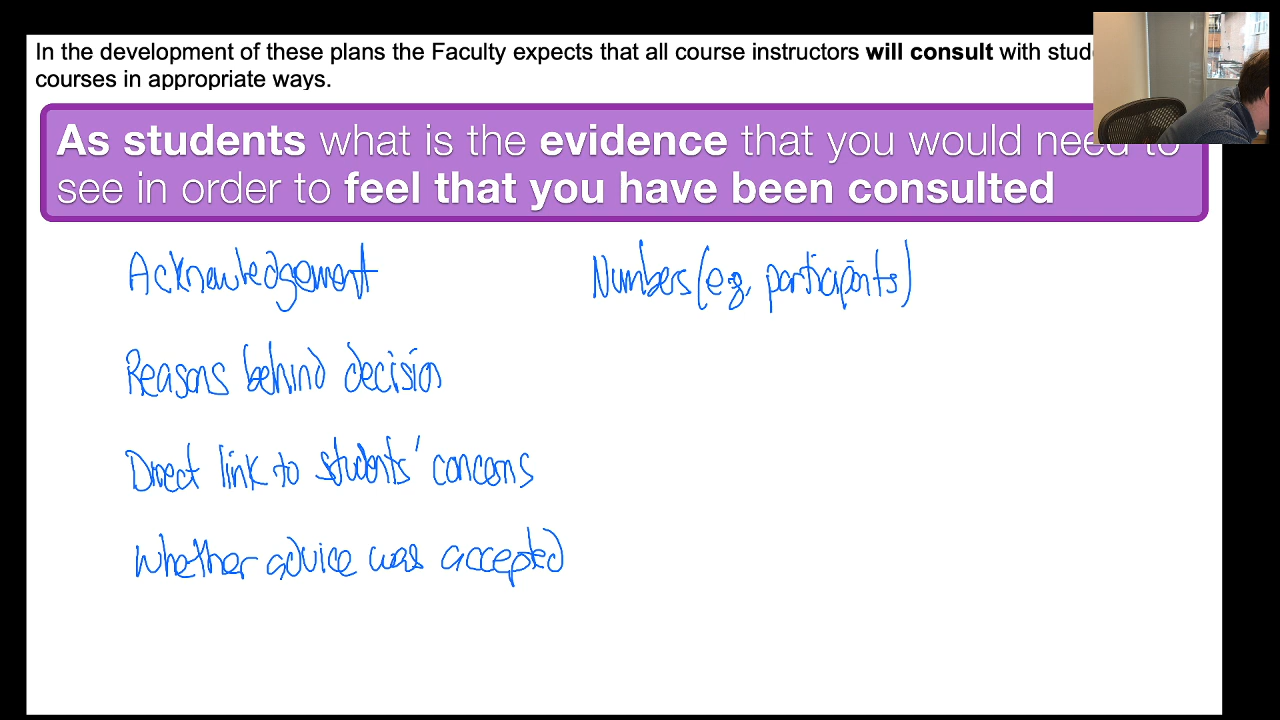 In the development of these plans the Faculty expects that all course instructors will consult with
courses in appropriate ways.
As students what is the evidence that you would need to
see in order to feel that you have been consulted
Acknowledgement
Numbers (e.g. participants)
Reasons behind decision
Direct link to students' concerns
Whether advice was accepted